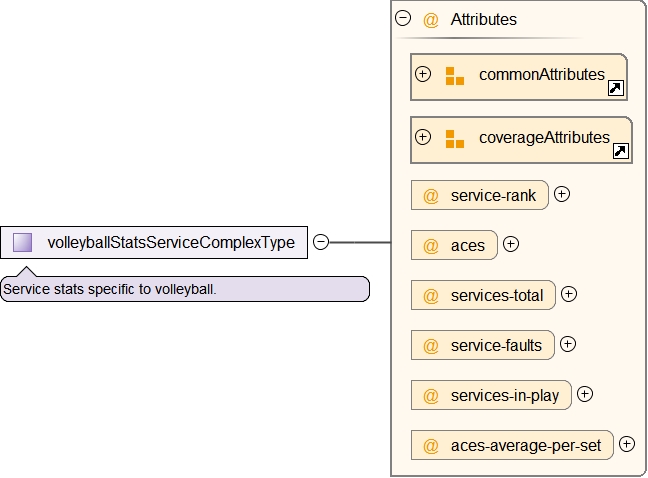 @ Attributes
commonAttributes
coverageAttributes
@ service-rank
@ aces
volleyballStatsServiceComplexType
Service stats specific to volleyball.
@ services-total
@ service-faults
@ services-in-play
@ aces-average-per-set